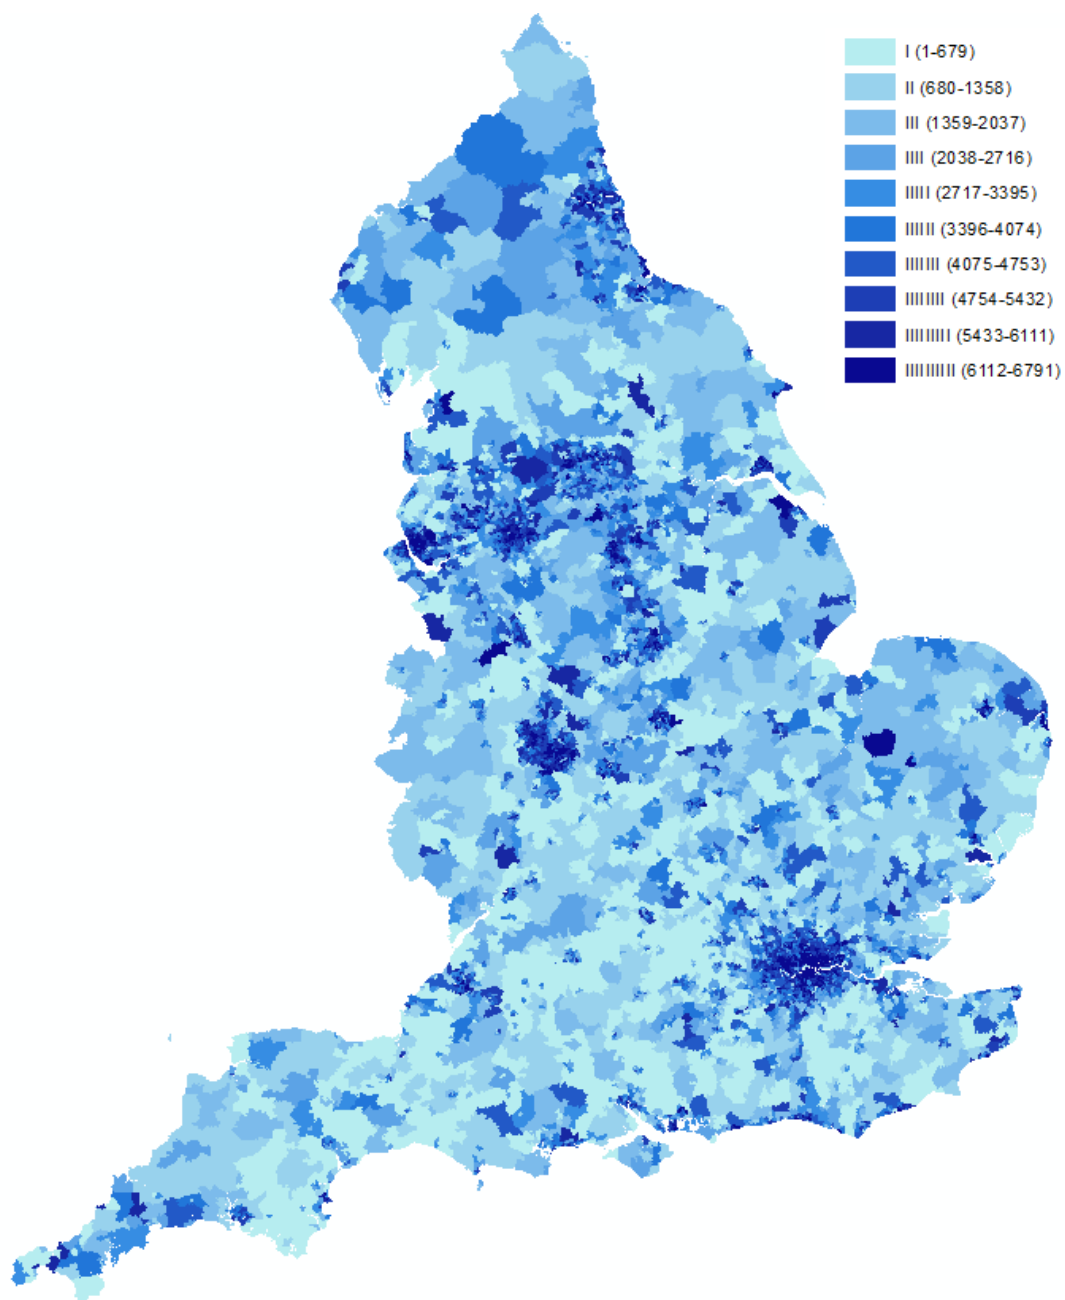 I (1-679)
II (680-1358)
III (1359-2037)
IIII (2038-2716)
IIIII (2717-3395)
IIIIII (3396-4074)
IIIIIII (4075-4753)
IIIIIIII (4754-5432)
IIIIIIIII (5433-6111)
IIIIIIIIII (6112-6791)